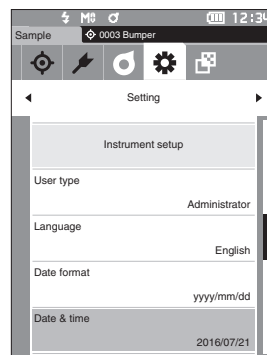 12:34
Sample
0003 Bumper
Setting
Instrument setup
User type
Administrator
Language
English
Date format
yyyy/mm/dd
Date & time
2016/07/21